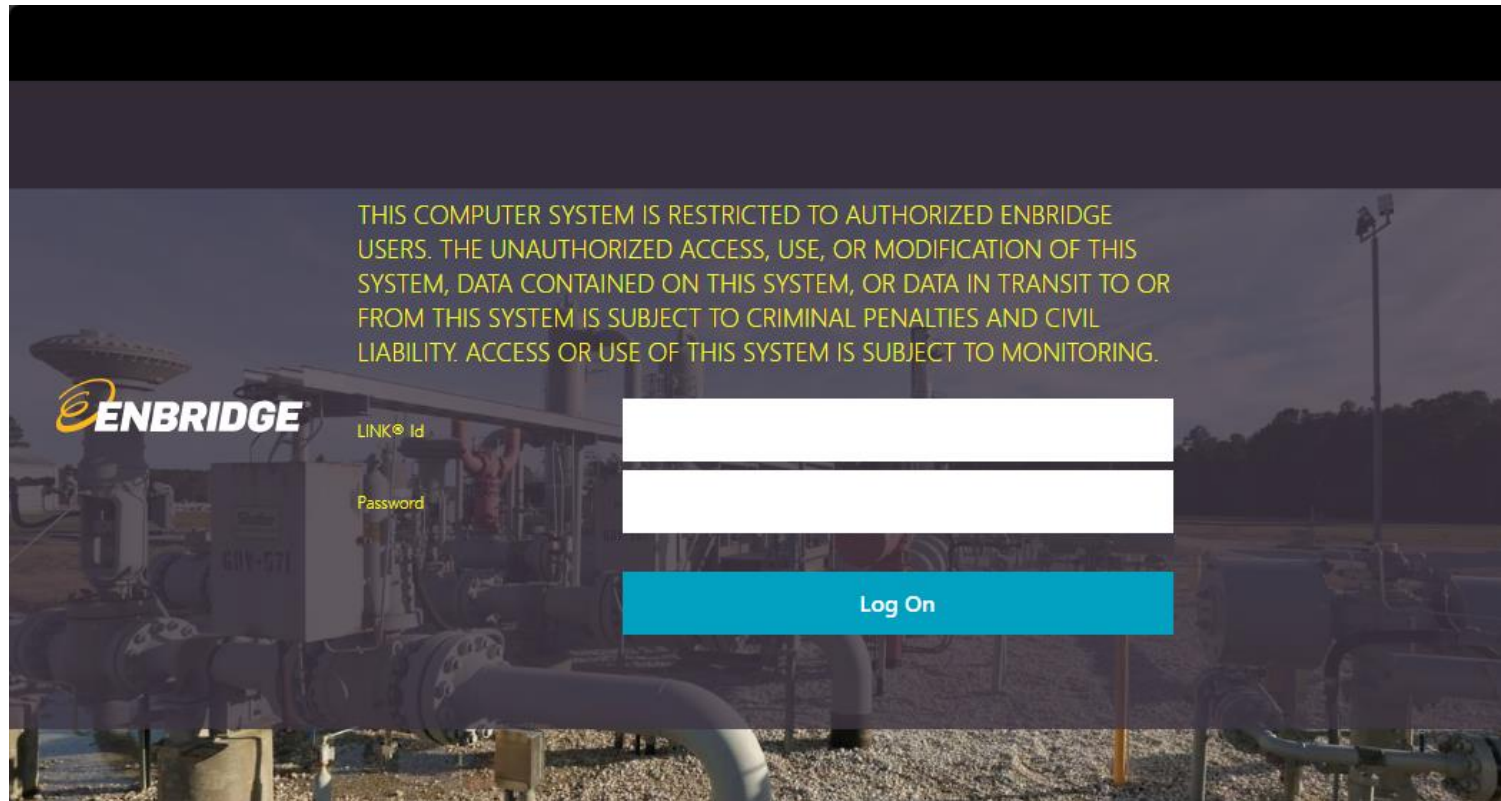 THIS COMPUTER SYSTEM IS RESTRICTED TO AUTHORIZED ENBRIDGE
USERS. THE UNAUTHORIZED ACCESS, USE, OR MODIFICATION OF THIS
SYSTEM, DATA CONTAINED ON THIS SYSTEM, OR DATA IN TRANSIT TO OR
FROM THIS SYSTEM IS SUBJECT TO CRIMINAL PENALTIES AND CIVIL
LIABILITY. ACCESS OR USE OF THIS SYSTEM IS SUBJECT TO MONITORING.
ENBRIDGE
LINK® Id
Password
Log On